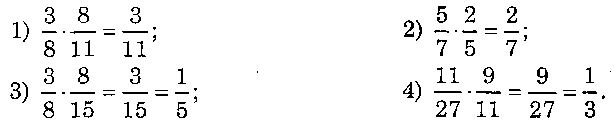 1) 3/8 · 8/11 = 3/11; 2) 5/7 · 2/5 = 2/7;
3) 3/8 · 8/15 = 3/15 = 1/5; 4) 11/27 · 9/11 = 9/27 = 1/3.